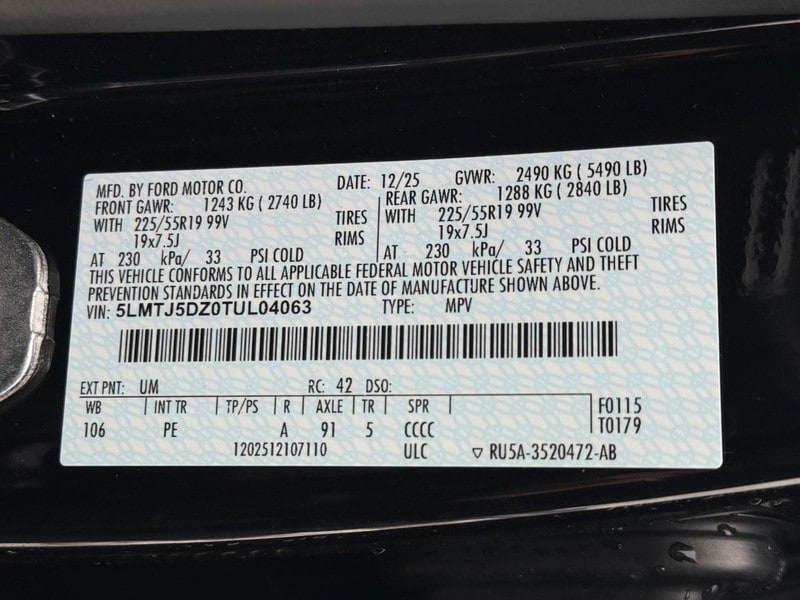 MFD. BY FORD MOTOR CO. DATE: 12/25 GVWR: 2490 KG ( 5490 LB)
FRONT GAWR: 1243 KG ( 2740 LB) REAR GAWR: 1288 KG ( 2840 LB)
WITH 225/55R19 99V TIRES WITH 225/55R19 99V TIRES
19x7.5J RIMS 19x7.5J RIMS
AT 230 kPa/ 33 PSI COLD AT 230 kPa/ 33 PSI COLD
THIS VEHICLE CONFORMS TO ALL APPLICABLE FEDERAL MOTOR VEHICLE SAFETY AND THEFT
PREVENTION STANDARDS IN EFFECT ON THE DATE OF MANUFACTURE SHOWN ABOVE.
VIN: 5LMTJ5DZ0TUL04063 TYPE: MPV
EXT PNT: UM RC: 42 DSO:
WB INT TR TP/PS R AXLE TR SPR F0115
106 PE A 91 5 CCCC T0179
1202512107110 ULC ▽ RU5A-3520472-AB